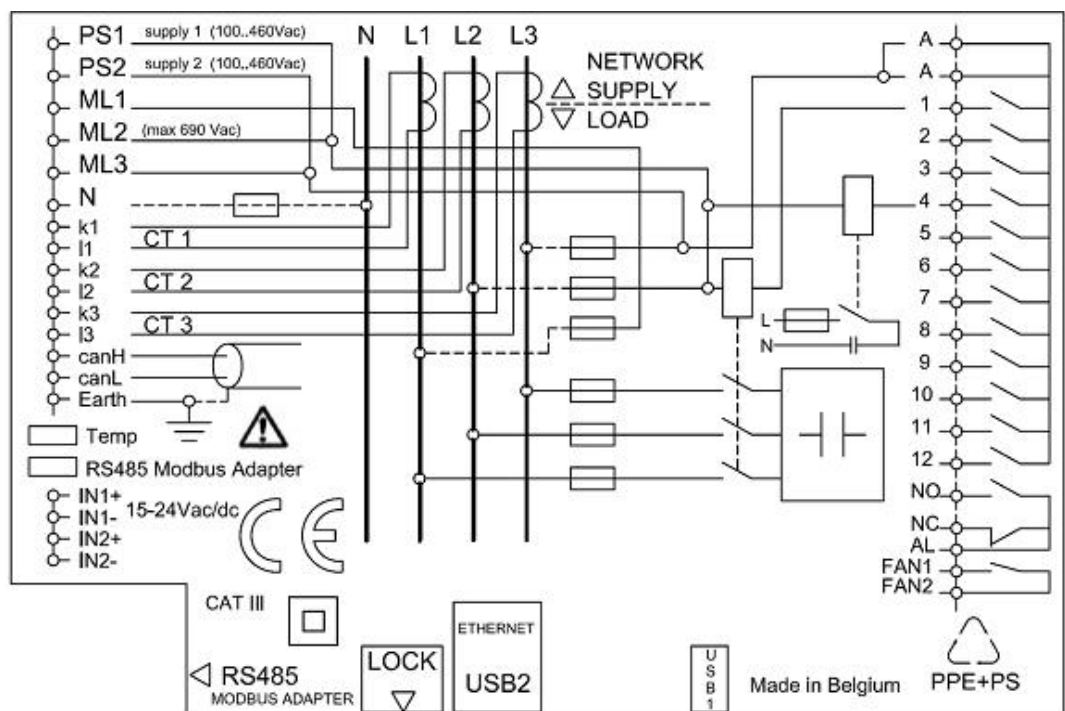 PS1 supply 1 (100..460Vac)
PS2 supply 2 (100..460Vac)
ML1
ML2 (max 690 Vac)
ML3
N
k1
l1 CT 1
k2
l2 CT 2
k3
l3 CT 3
canH
canL
Earth
Temp
RS485 Modbus Adapter
IN1+
IN1-
IN2+
IN2-
15-24Vac/dc
CE
N L1 L2 L3
NETWORK
SUPPLY
LOAD
L
N
A
A
1
2
3
4
5
6
7
8
9
10
11
12
NO
NC
AL
FAN1
FAN2
CAT III
RS485
MODBUS ADAPTER
LOCK
ETHERNET
USB2
USB1
Made in Belgium
PPE+PS